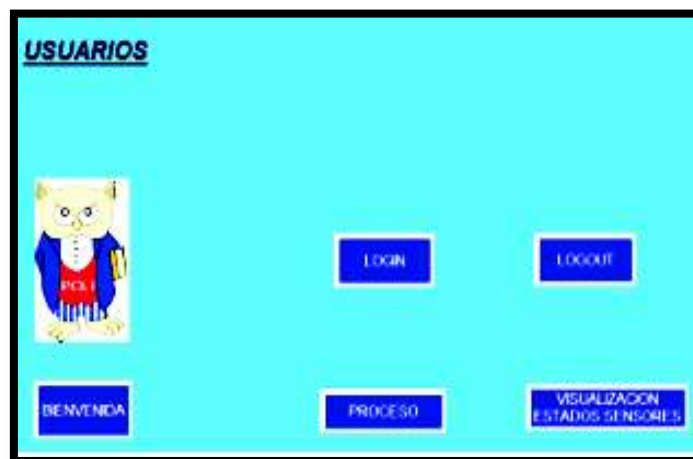 USUARIOS
LOGIN
LOGOUT
POLI
BIENVENIDA
PROCESO
VISUALIZACION
ESTADOS SENSORES